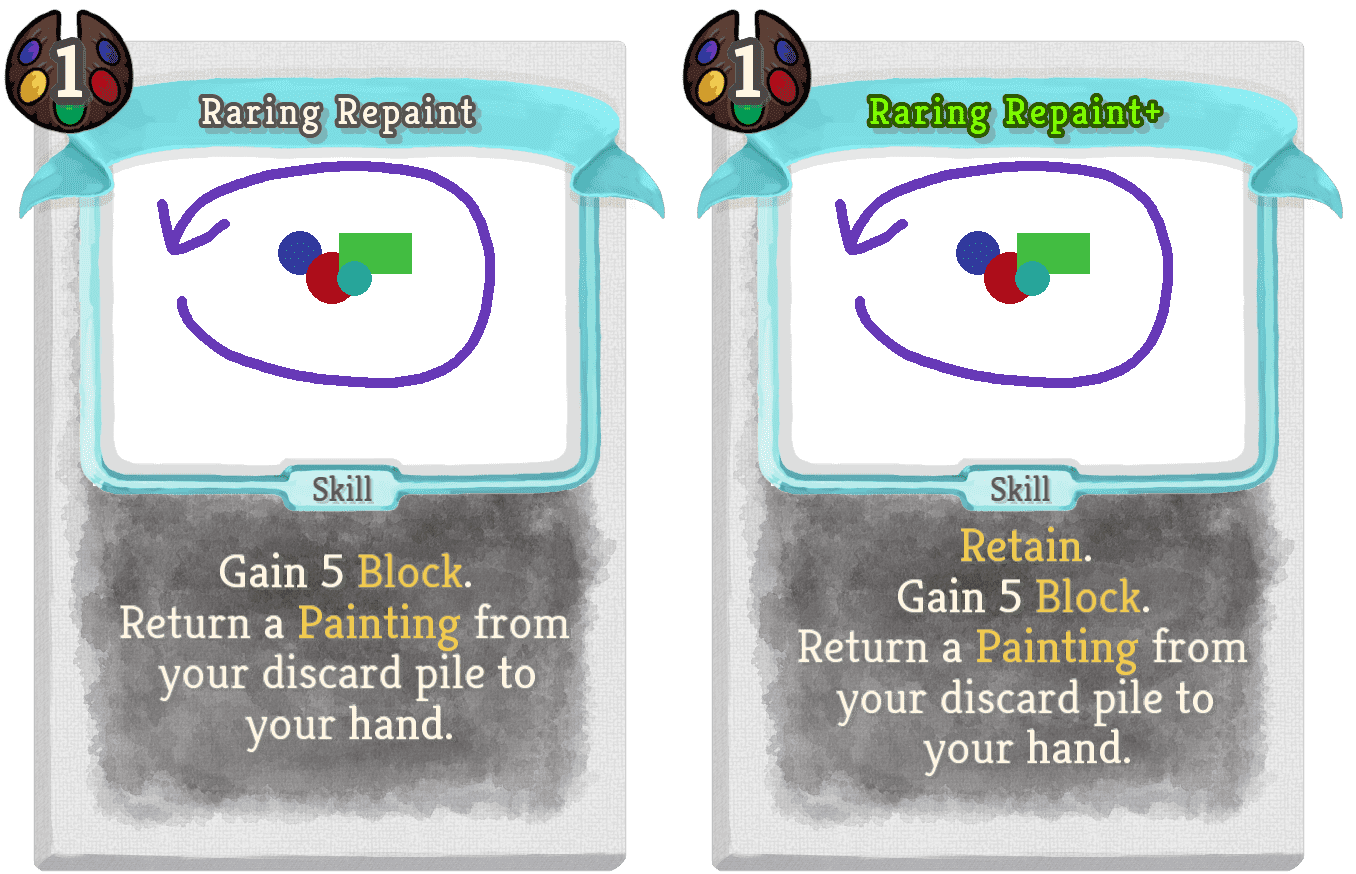 1
Raring Repaint
Skill
Gain 5 Block.
Return a Painting from
your discard pile to
your hand.
1
Raring Repaint+
Skill
Retain.
Gain 5 Block.
Return a Painting from
your discard pile to
your hand.